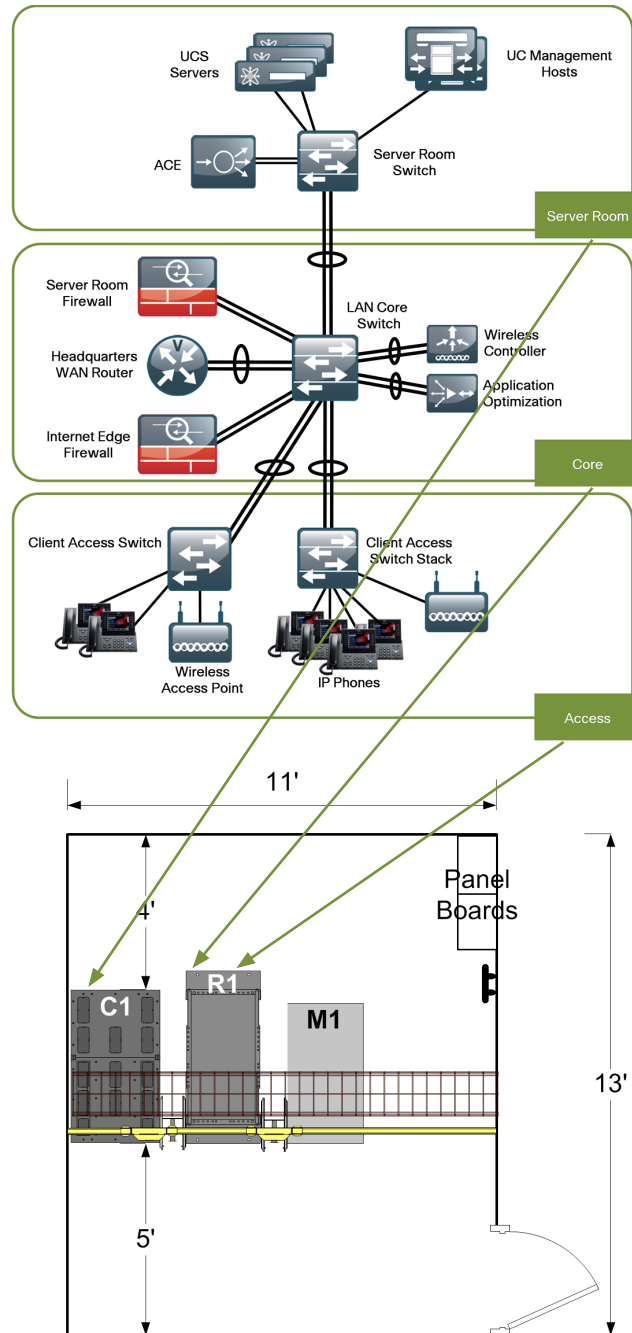 UCS
Servers
UC Management
Hosts
ACE
Server Room
Switch
Server Room
Server Room
Firewall
LAN Core
Switch
Wireless
Controller
Headquarters
WAN Router
V
Application
Optimization
Internet Edge
Firewall
Core
Client Access Switch
Client Access
Switch Stack
Wireless
Access Point
IP Phones
Access
11'
Panel
Boards
4'
C1
R1
M1
13'
5'